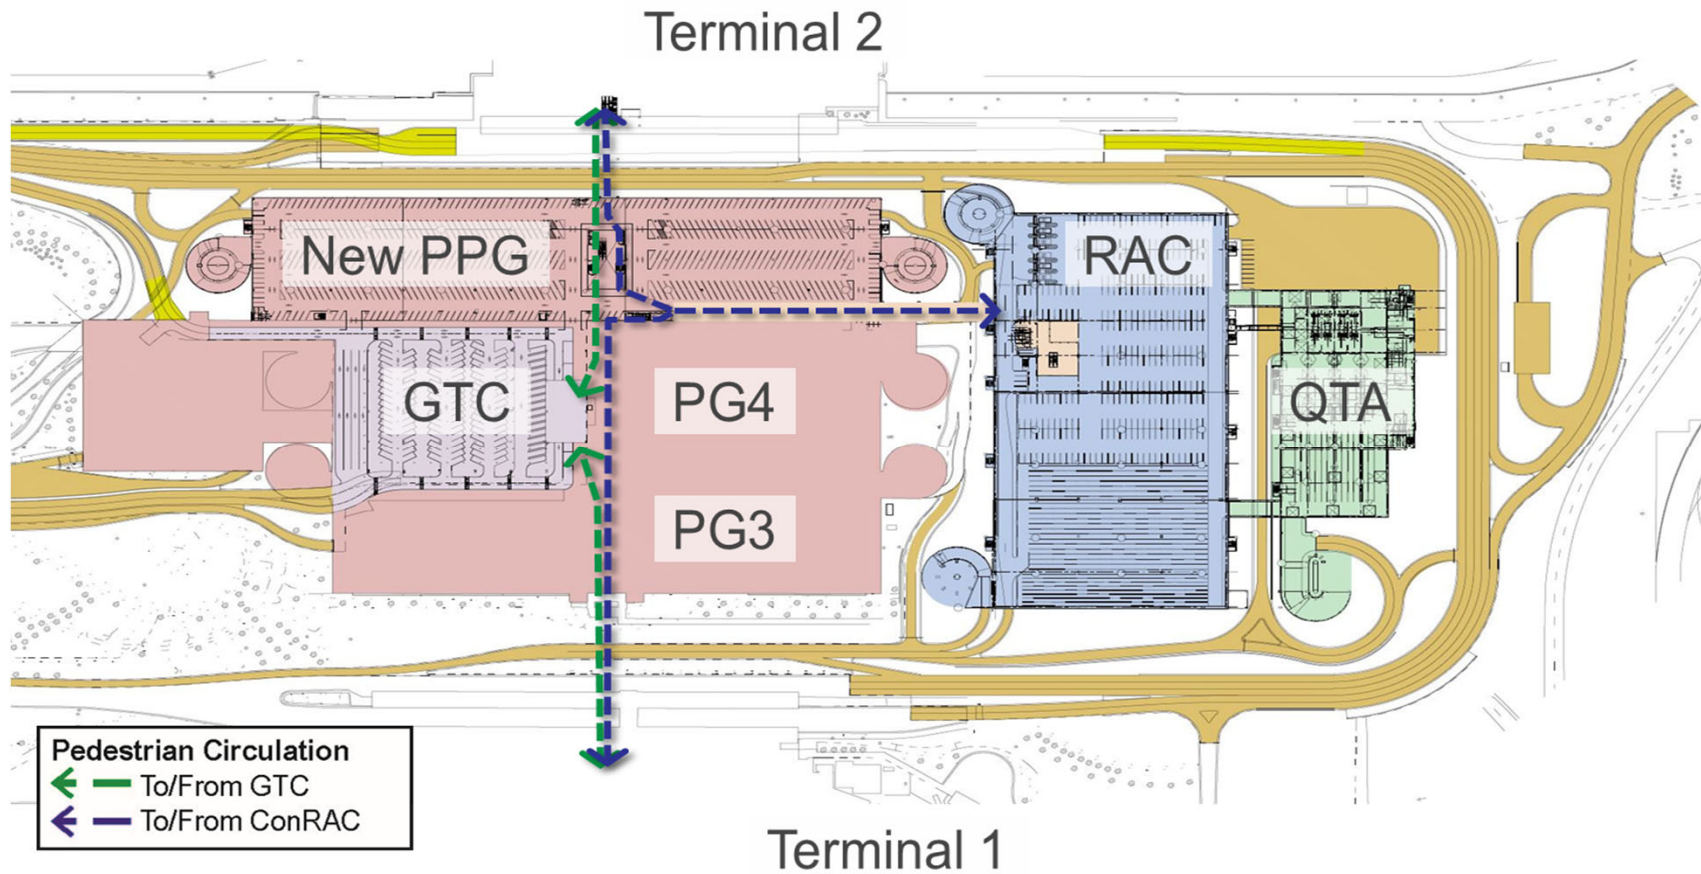 Terminal 2
New PPG
RAC
GTC
PG4
QTA
PG3
Pedestrian Circulation
To/From GTC
To/From ConRAC
Terminal 1